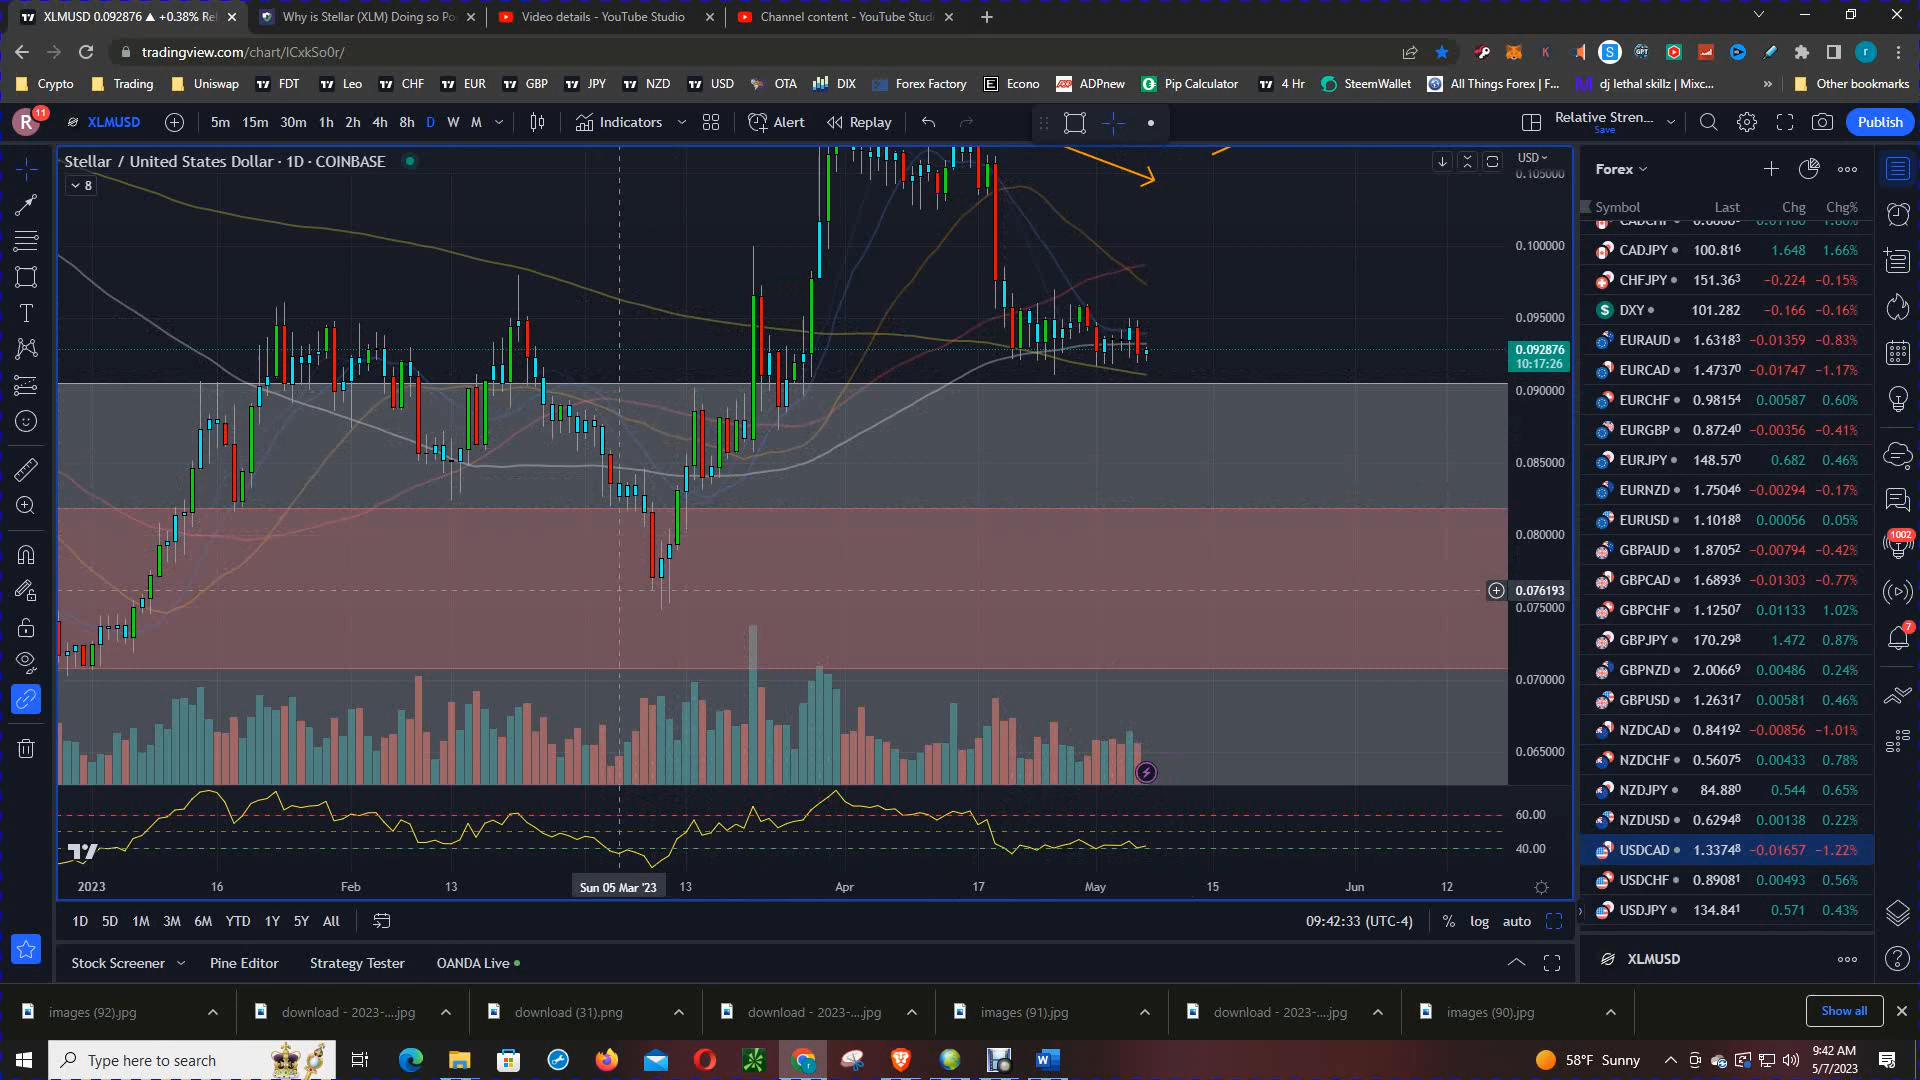 XLMUSD 0.092876 ▲ +0.38% Rel
Why is Stellar (XLM) Doing so Po
Video details - YouTube Studio
Channel content - YouTube Studi
tradingview.com/chart/lCxkSo0r/
Crypto
Trading
Uniswap
FDT
Leo
CHF
EUR
GBP
JPY
NZD
USD
OTA
DIX
Forex Factory
Econo
ADPnew
Pip Calculator
4 Hr
SteemWallet
All Things Forex | F...
dj lethal skillz | Mixc...
»
Other bookmarks
R 11
XLMUSD
5m 15m 30m 1h 2h 4h 8h D W M
Indicators
Alert
Replay
Relative Stren...
Save
Publish
Stellar / United States Dollar · 1D · COINBASE
8
USD
0.105000
0.100000
0.095000
0.092876
10:17:26
0.090000
0.085000
0.080000
0.076193
0.075000
0.070000
0.065000
60.00
40.00
2023 16 Feb 13 Sun 05 Mar '23 13 Apr 17 May 15 Jun 12
1D 5D 1M 3M 6M YTD 1Y 5Y All
09:42:33 (UTC-4)
% log auto
Stock Screener
Pine Editor
Strategy Tester
OANDA Live
Forex
Symbol Last Chg Chg%
CADJPY 100.816 1.648 1.66%
CHFJPY 151.363 −0.224 −0.15%
DXY 101.282 −0.166 −0.16%
EURAUD 1.63183 −0.01359 −0.83%
EURCAD 1.47370 −0.01747 −1.17%
EURCHF 0.98154 0.00587 0.60%
EURGBP 0.87240 −0.00356 −0.41%
EURJPY 148.570 0.682 0.46%
EURNZD 1.75046 −0.00294 −0.17%
EURUSD 1.10188 0.00056 0.05%
GBPAUD 1.87052 −0.00794 −0.42%
GBPCAD 1.68936 −0.01303 −0.77%
GBPCHF 1.12507 0.01133 1.02%
GBPJPY 170.298 1.472 0.87%
GBPNZD 2.00669 0.00486 0.24%
GBPUSD 1.26317 0.00581 0.46%
NZDCAD 0.84192 −0.00856 −1.01%
NZDCHF 0.56075 0.00433 0.78%
NZDJPY 84.880 0.544 0.65%
NZDUSD 0.62948 0.00138 0.22%
USDCAD 1.33748 −0.01657 −1.22%
USDCHF 0.89081 0.00493 0.56%
USDJPY 134.841 0.571 0.43%
XLMUSD
1002
7
images (92).jpg
download - 2023-....jpg
download (31).png
download - 2023-....jpg
images (91).jpg
download - 2023-....jpg
images (90).jpg
Show all
Type here to search
58°F Sunny
9:42 AM
5/7/2023